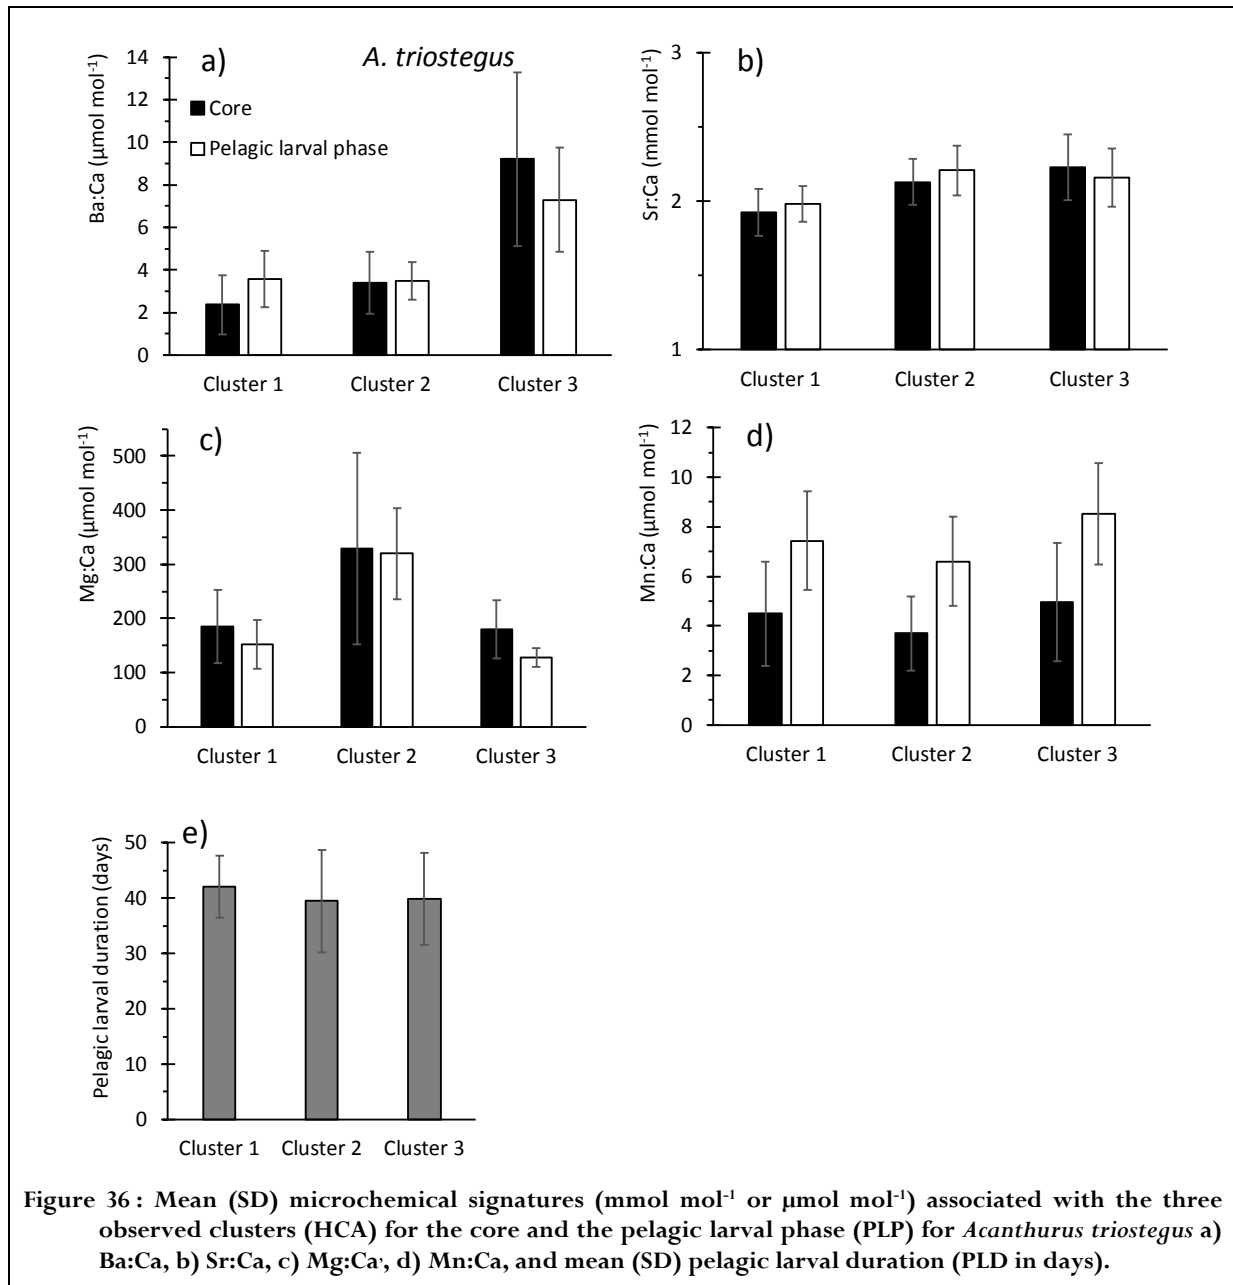 a)
A. triostegus
Core
Pelagic larval phase
Ba:Ca (µmol mol⁻¹)
14
12
10
8
6
4
2
0
Cluster 1 Cluster 2 Cluster 3
b)
Sr:Ca (mmol mol⁻¹)
3
2
1
Cluster 1 Cluster 2 Cluster 3
c)
Mg:Ca (µmol mol⁻¹)
500
400
300
200
100
0
Cluster 1 Cluster 2 Cluster 3
d)
Mn:Ca (µmol mol⁻¹)
12
10
8
6
4
2
0
Cluster 1 Cluster 2 Cluster 3
e)
Pelagic larval duration (days)
50
40
30
20
10
0
Cluster 1 Cluster 2 Cluster 3
Figure 36 : Mean (SD) microchemical signatures (mmol mol⁻¹ or µmol mol⁻¹) associated with the three
observed clusters (HCA) for the core and the pelagic larval phase (PLP) for Acanthurus triostegus a)
Ba:Ca, b) Sr:Ca, c) Mg:Ca, d) Mn:Ca, and mean (SD) pelagic larval duration (PLD in days).